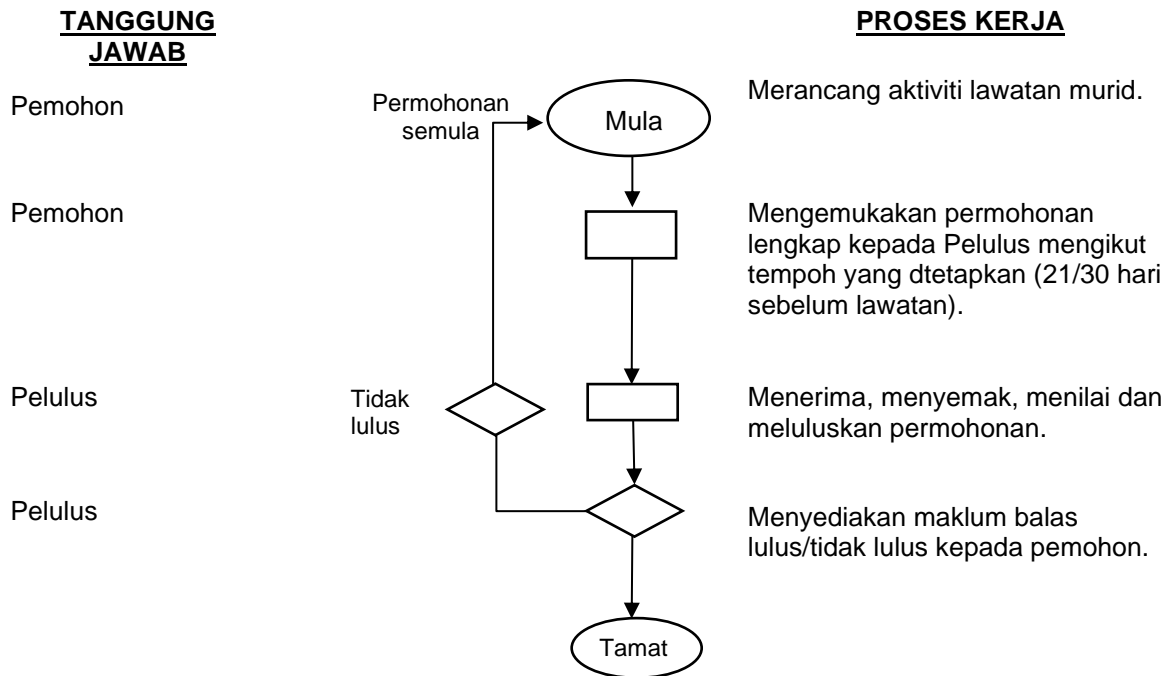 TANGGUNG
JAWAB
PROSES KERJA
Pemohon
Permohonan
semula
Mula
Merancang aktiviti lawatan murid.
Pemohon
Mengemukakan permohonan
lengkap kepada Pelulus mengikut
tempoh yang dtetapkan (21/30 hari
sebelum lawatan).
Pelulus
Tidak
lulus
Menerima, menyemak, menilai dan
meluluskan permohonan.
Pelulus
Menyediakan maklum balas
lulus/tidak lulus kepada pemohon.
Tamat